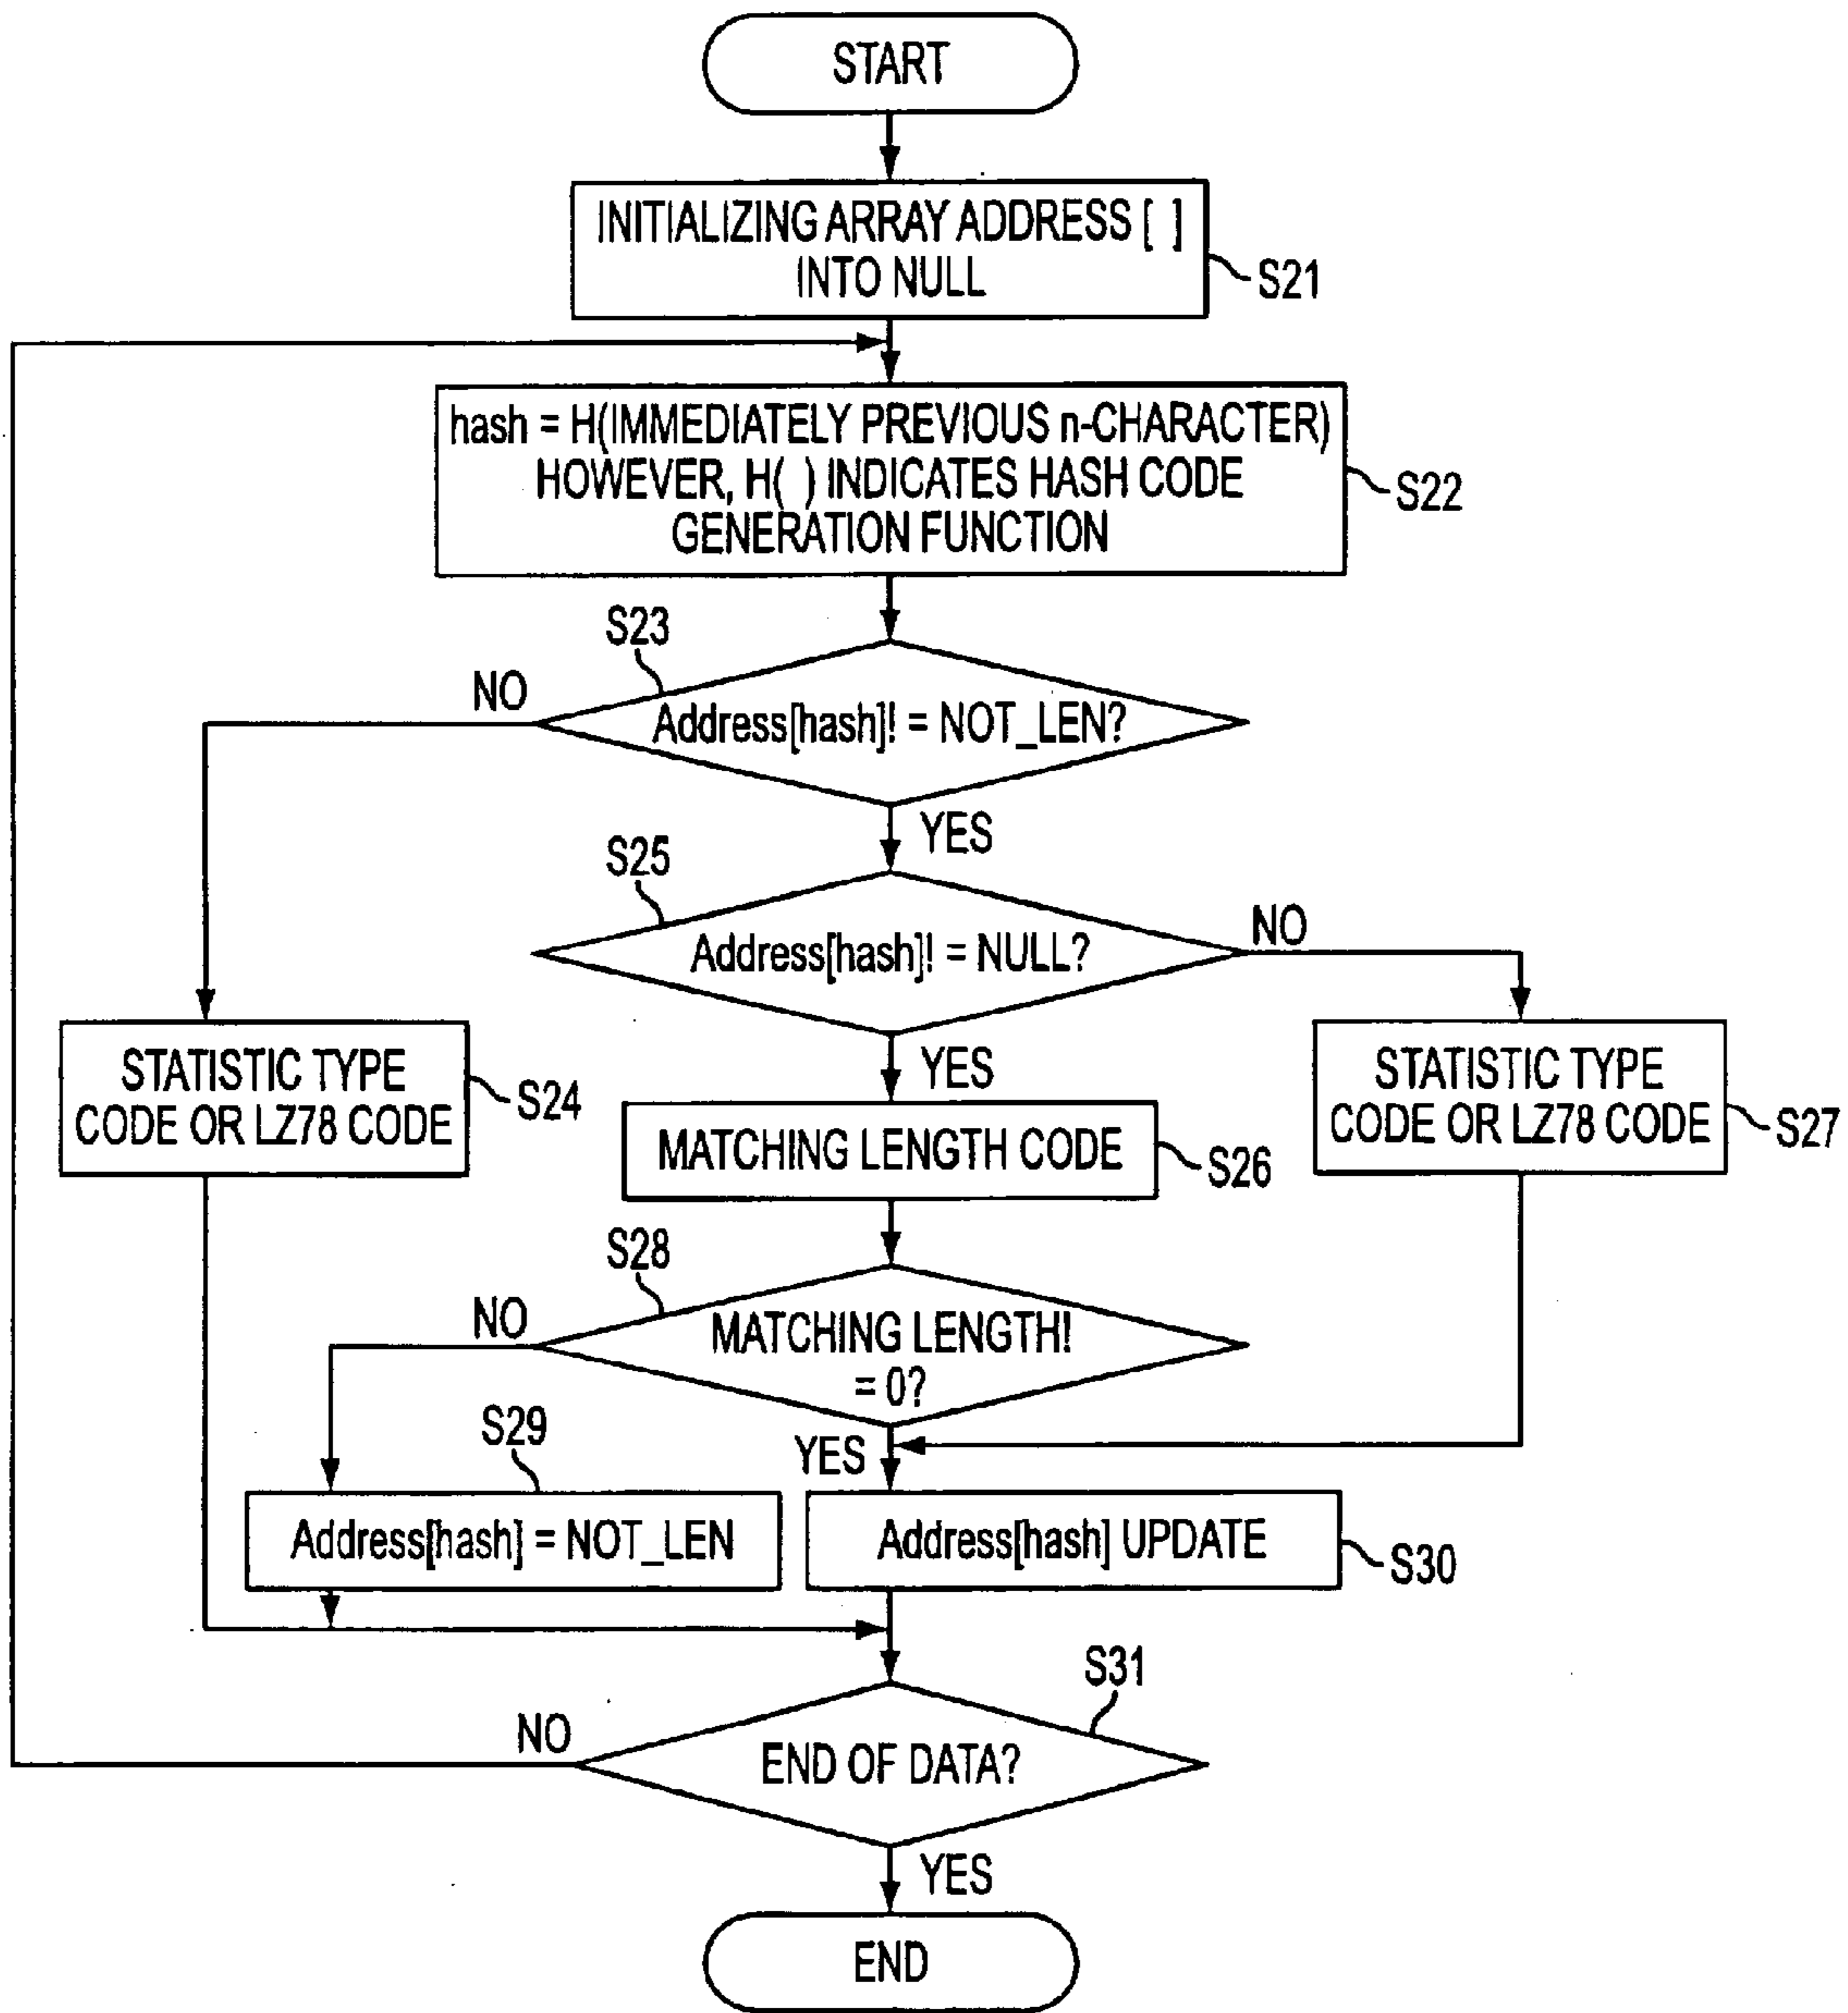 START
INITIALIZING ARRAY ADDRESS [ ]
INTO NULL
S21
hash = H(IMMEDIATELY PREVIOUS n-CHARACTER)
HOWEVER, H( ) INDICATES HASH CODE
GENERATION FUNCTION
S22
S23
NO
Address[hash]! = NOT_LEN?
YES
S25
NO
Address[hash]! = NULL?
STATISTIC TYPE
CODE OR LZ78 CODE
S24
YES
MATCHING LENGTH CODE
S26
STATISTIC TYPE
CODE OR LZ78 CODE
S27
S28
NO
MATCHING LENGTH!
= 0?
S29
YES
Address[hash] = NOT_LEN
Address[hash] UPDATE
S30
S31
NO
END OF DATA?
YES
END